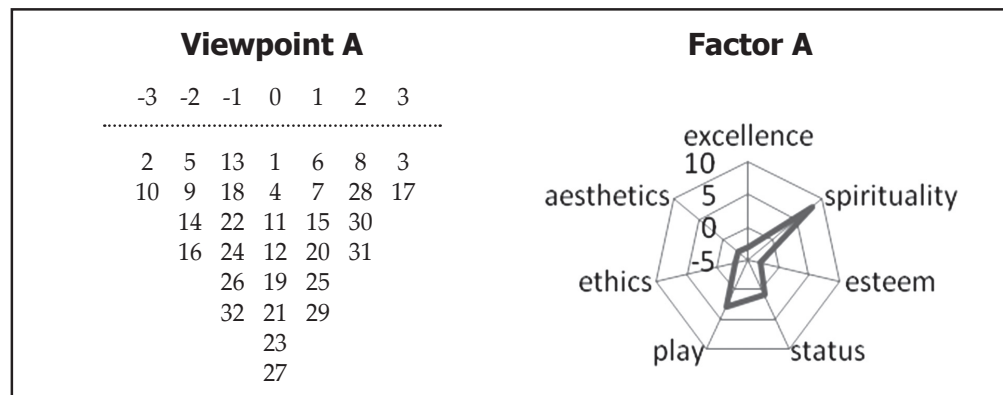 Viewpoint A
-3 -2 -1 0 1 2 3
2 5 13 1 6 8 3
10 9 18 4 7 28 17
14 22 11 15 30
16 24 12 20 31
26 19 25
32 21 29
23
27
Factor A
excellence
10
aesthetics 5 spirituality
0
ethics -5 esteem
play status